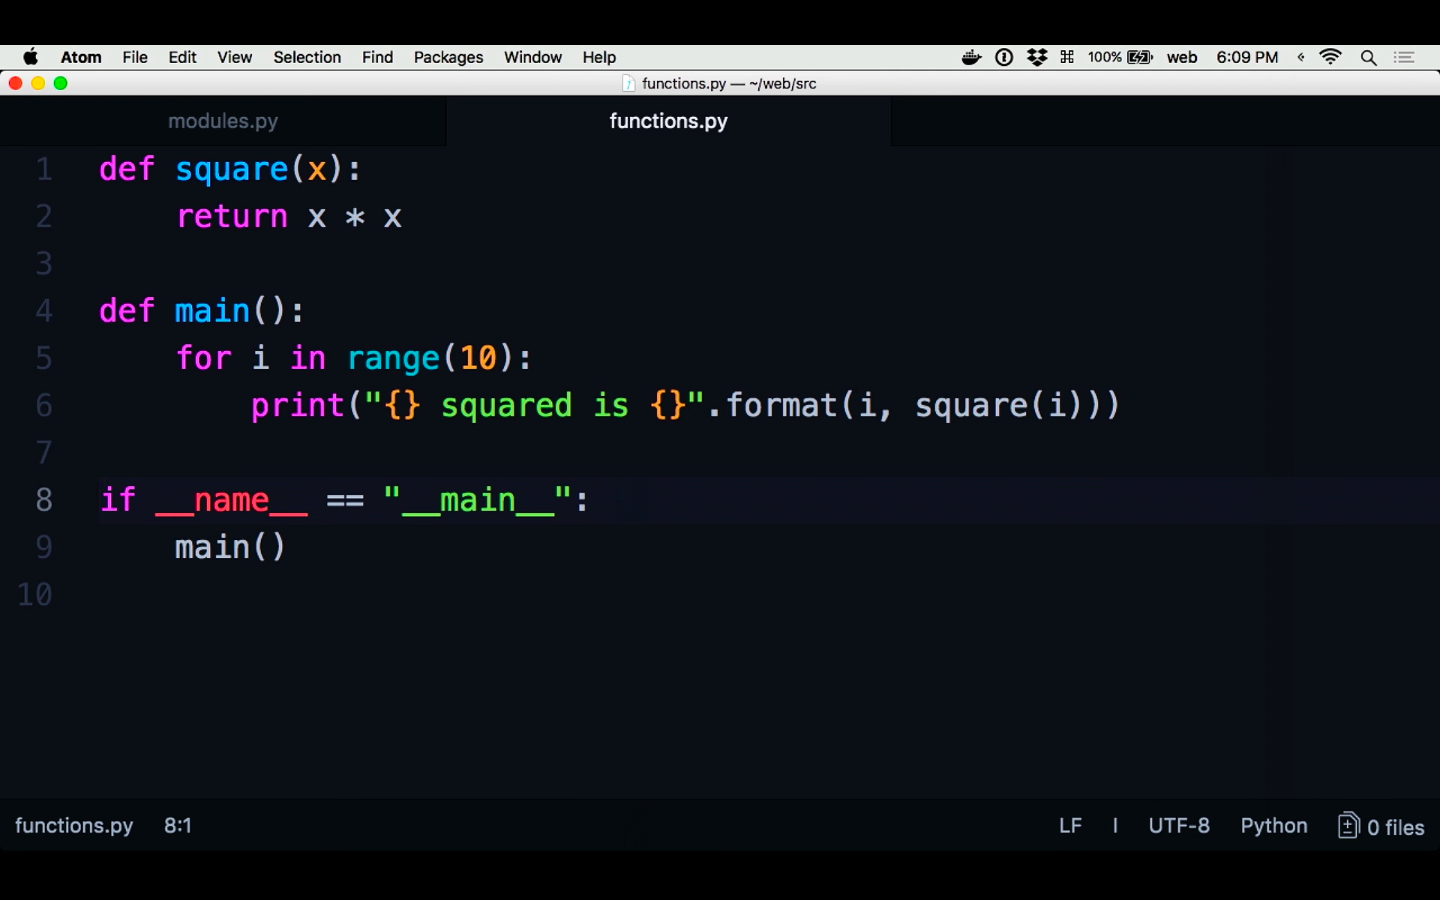 Atom File Edit View Selection Find Packages Window Help 100% web 6:09 PM
functions.py — ~/web/src
modules.py functions.py
1 def square(x):
2     return x * x
3
4 def main():
5     for i in range(10):
6         print("{} squared is {}".format(i, square(i)))
7
8 if __name__ == "__main__":
9     main()
10
functions.py 8:1 LF I UTF-8 Python 0 files